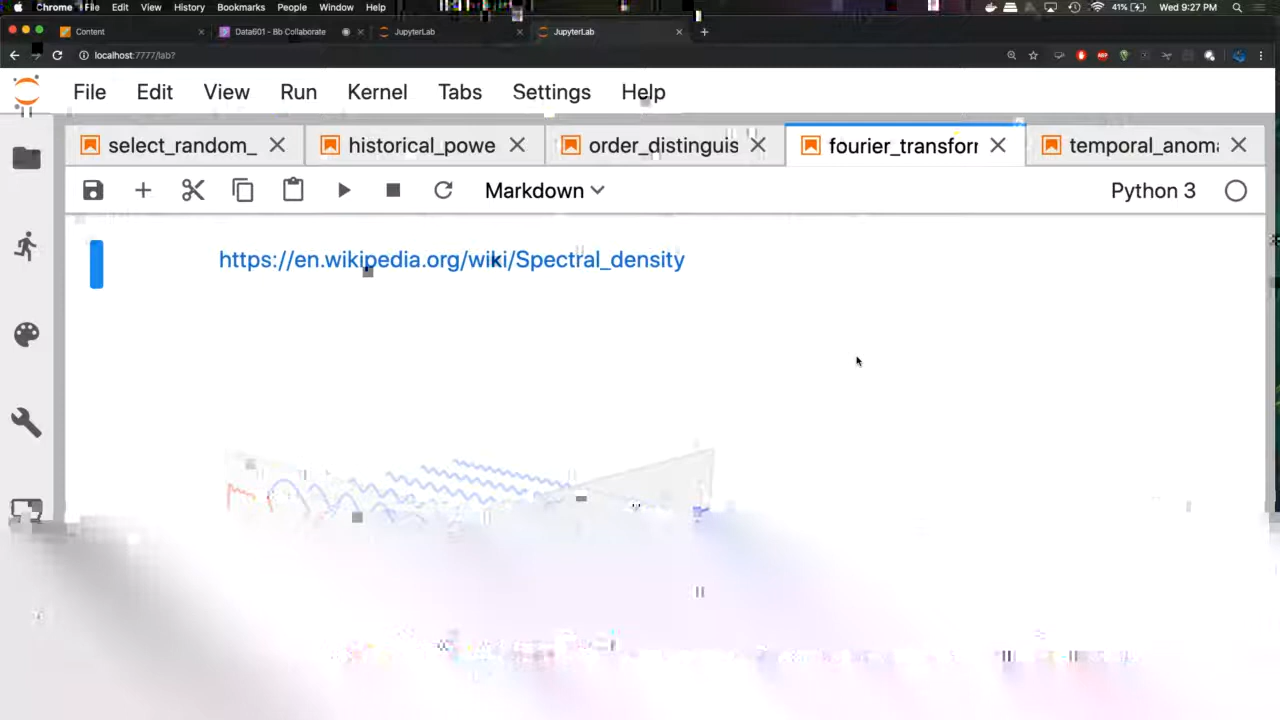 Chrome File Edit View History Bookmarks People Window Help 41% Wed 9:27 PM
Content Data601 - Bb Collaborate JupyterLab JupyterLab
localhost:7777/lab?
File Edit View Run Kernel Tabs Settings Help
select_random_ historical_powe order_distinguis fourier_transforr temporal_anoma
Markdown Python 3
https://en.wikipedia.org/wiki/Spectral_density